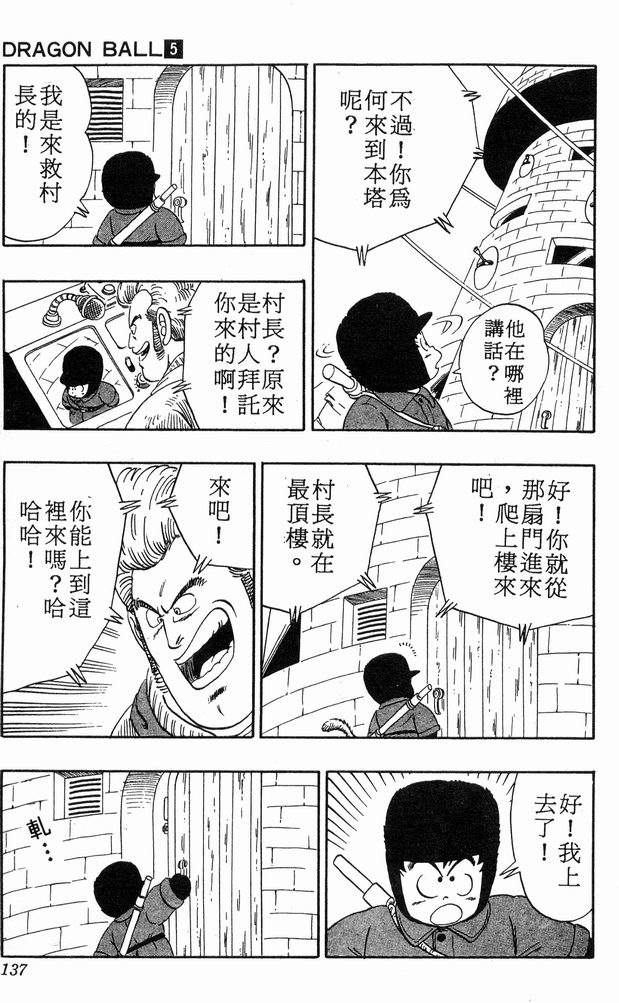 DRAGON BALL 5
不過！你為
何來到本塔
呢？
他在哪裡
講話？
我是來救村
長的！
村長？原來
是村人拜託
你來的啊！
好！你就從
那扇門進來
，爬上樓來
吧！
村長就在
最頂樓。
來吧！
你能上到這
裡來嗎？哈
哈哈！
好！我上
去了！
軋…
137